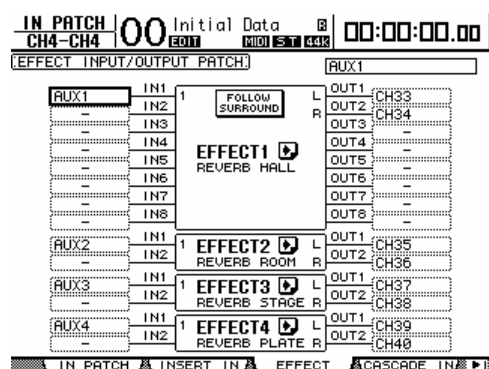 IN PATCH
CH4-CH4
00
Initial Data
EDIT
MIDI ST 44k
00:00:00.00
EFFECT INPUT/OUTPUT PATCH
AUX1
AUX1 IN1 1 FOLLOW SURROUND L OUT1 CH33
- IN2 R OUT2 CH34
- IN3 OUT3 -
- IN4 OUT4 -
- IN5 EFFECT1 OUT5 -
- IN6 REVERB HALL OUT6 -
- IN7 OUT7 -
- IN8 OUT8 -
AUX2 IN1 1 EFFECT2 L OUT1 CH35
- IN2 REVERB ROOM R OUT2 CH36
AUX3 IN1 1 EFFECT3 L OUT1 CH37
- IN2 REVERB STAGE R OUT2 CH38
AUX4 IN1 1 EFFECT4 L OUT1 CH39
- IN2 REVERB PLATE R OUT2 CH40
IN PATCH INSERT IN EFFECT CASCADE IN